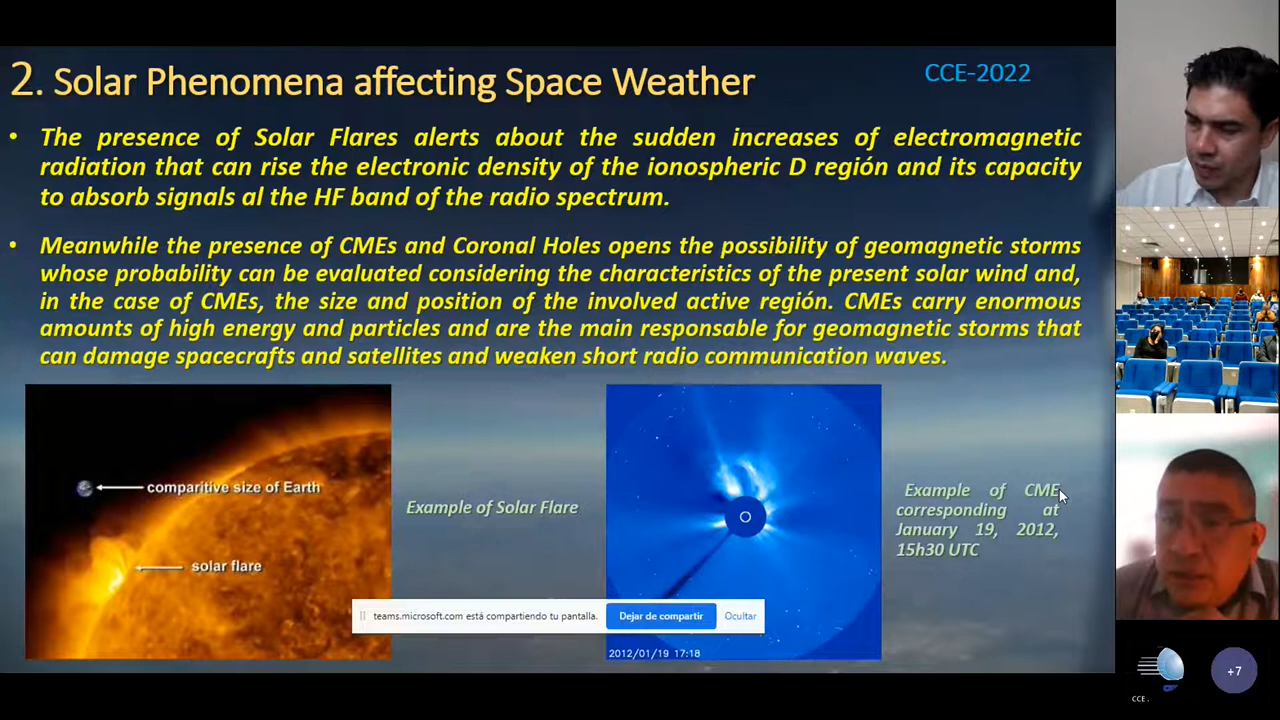 2. Solar Phenomena affecting Space Weather
CCE-2022
• The presence of Solar Flares alerts about the sudden increases of electromagnetic
radiation that can rise the electronic density of the ionospheric D región and its capacity
to absorb signals al the HF band of the radio spectrum.
• Meanwhile the presence of CMEs and Coronal Holes opens the possibility of geomagnetic storms
whose probability can be evaluated considering the characteristics of the present solar wind and,
in the case of CMEs, the size and position of the involved active región. CMEs carry enormous
amounts of high energy and particles and are the main responsable for geomagnetic storms that
can damage spacecrafts and satellites and weaken short radio communication waves.
comparitive size of Earth
solar flare
Example of Solar Flare
2012/01/19 17:18
Example of CME
corresponding at
January 19, 2012,
15h30 UTC
teams.microsoft.com está compartiendo tu pantalla.
Dejar de compartir
Ocultar
CCE .
+7